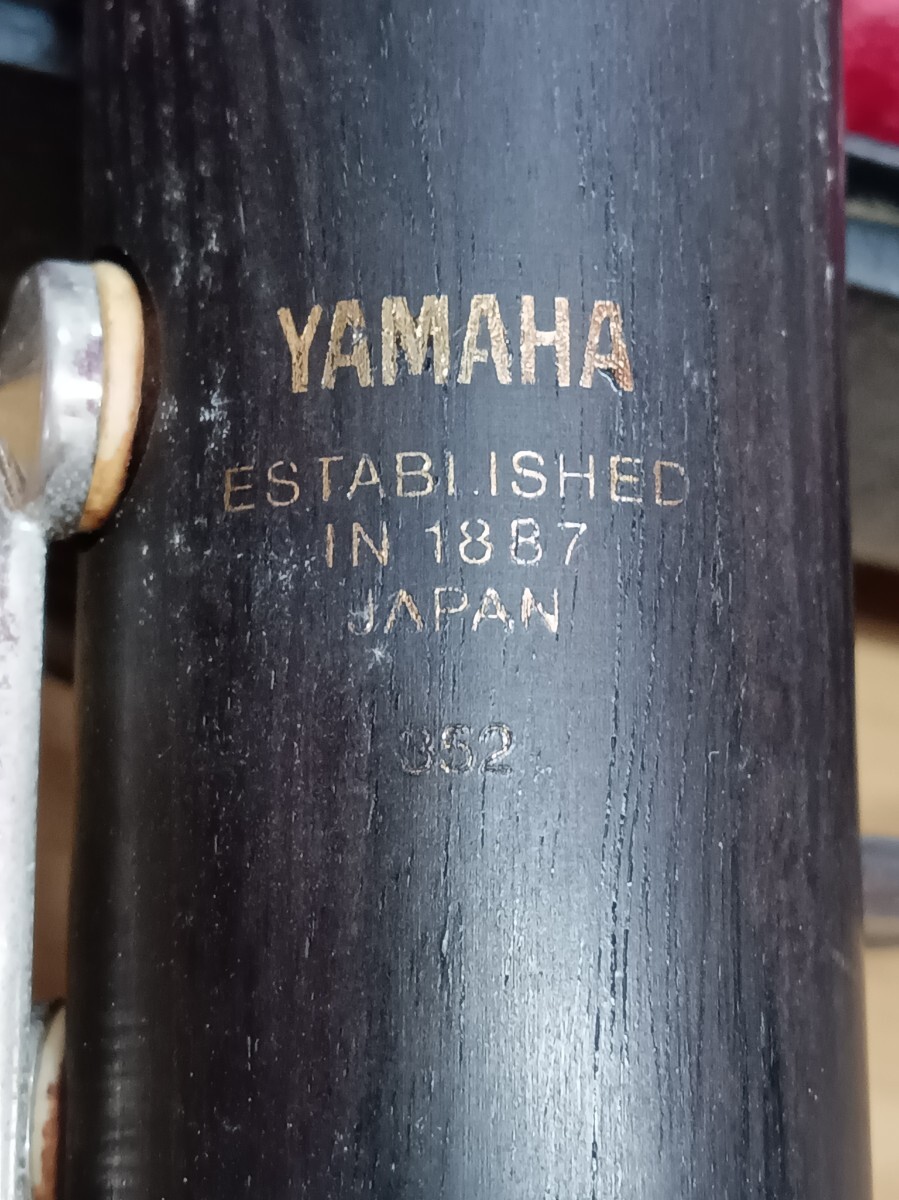 YAMAHA
ESTABLISHED
IN 1887
JAPAN
352